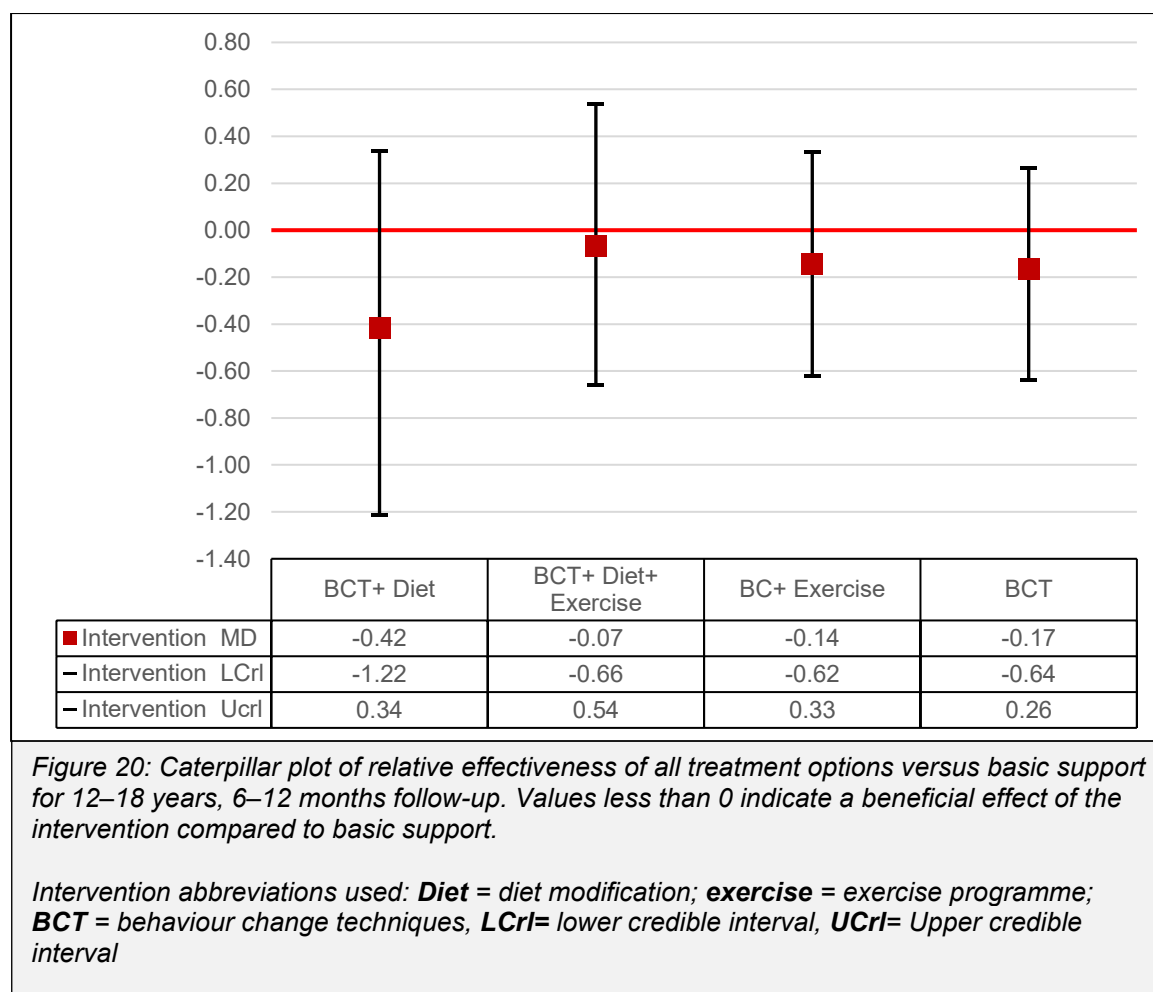 0.80
0.60
0.40
0.20
0.00
-0.20
-0.40
-0.60
-0.80
-1.00
-1.20
-1.40
BCT+ Diet BCT+ Diet+ Exercise BC+ Exercise BCT
Intervention MD -0.42 -0.07 -0.14 -0.17
Intervention LCrl -1.22 -0.66 -0.62 -0.64
Intervention Ucrl 0.34 0.54 0.33 0.26
Figure 20: Caterpillar plot of relative effectiveness of all treatment options versus basic support
for 12–18 years, 6–12 months follow-up. Values less than 0 indicate a beneficial effect of the
intervention compared to basic support.
Intervention abbreviations used: Diet = diet modification; exercise = exercise programme;
BCT = behaviour change techniques, LCrl= lower credible interval, UCrl= Upper credible
interval